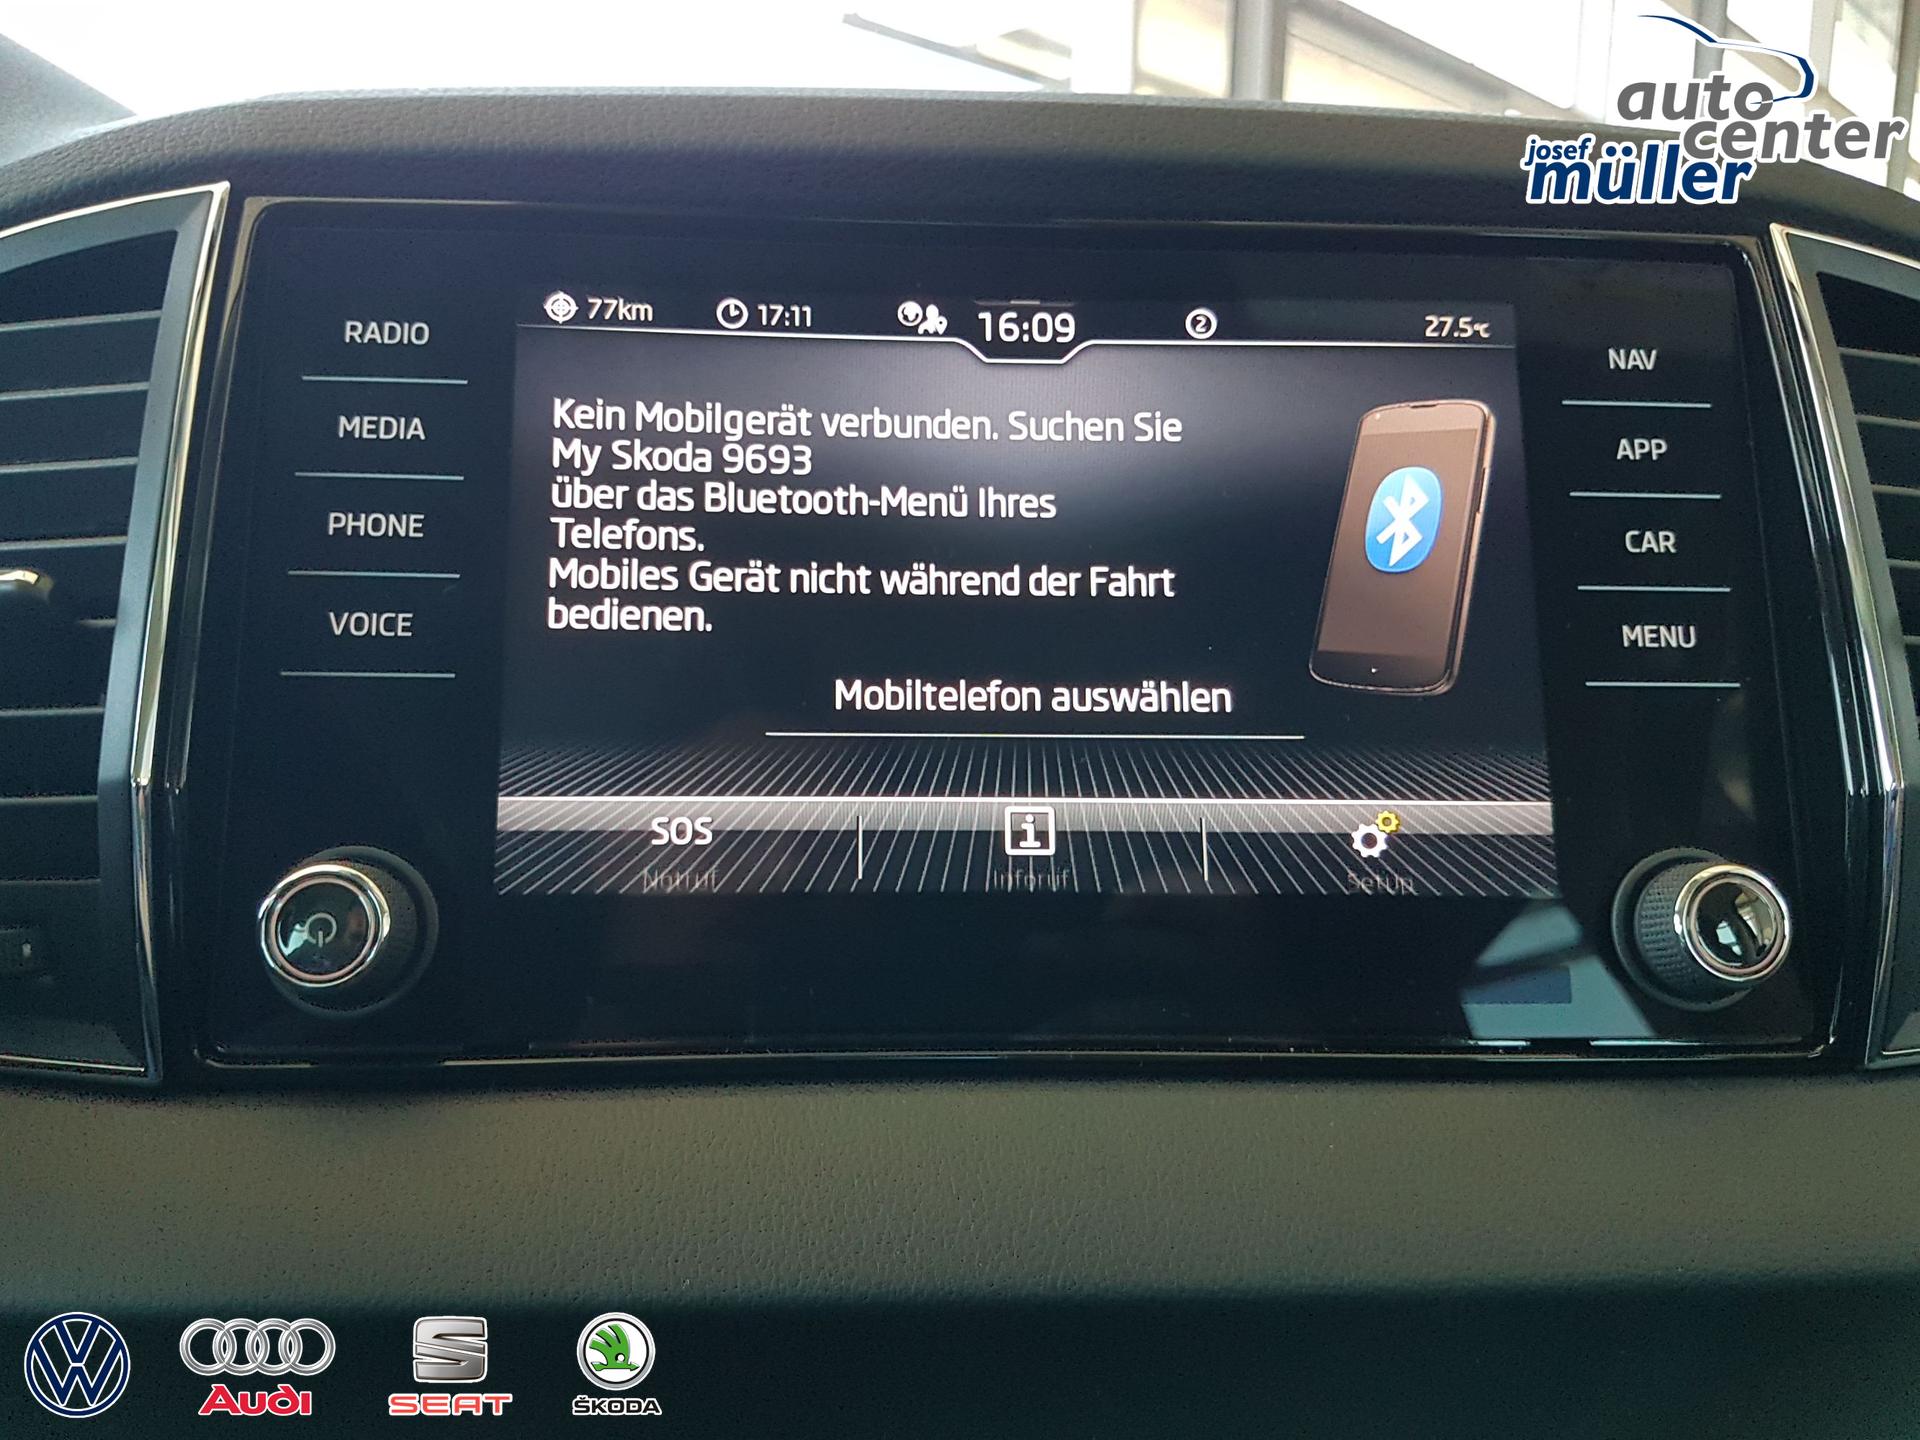 auto
center
josef
müller
77km 17:11 16:09 2 27.5°C
RADIO
MEDIA
PHONE
VOICE
NAV
APP
CAR
MENU
Kein Mobilgerät verbunden. Suchen Sie
My Skoda 9693
über das Bluetooth-Menü Ihres
Telefons.
Mobiles Gerät nicht während der Fahrt
bedienen.
Mobiltelefon auswählen
SOS i
Notruf Inforuf Setup
Audi SEAT ŠKODA